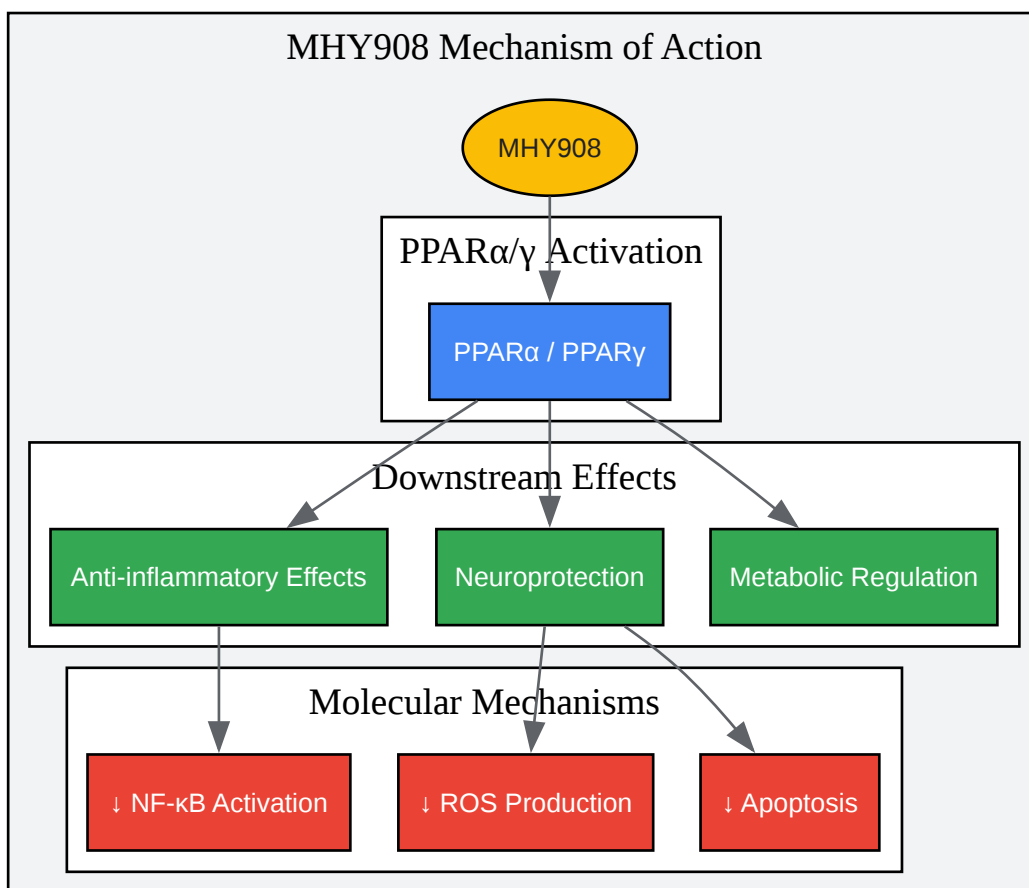 MHY908 Mechanism of Action
MHY908
PPARα/γ Activation
PPARα / PPARγ
Downstream Effects
Anti-inflammatory Effects
Neuroprotection
Metabolic Regulation
Molecular Mechanisms
↓ NF-κB Activation
↓ ROS Production
↓ Apoptosis